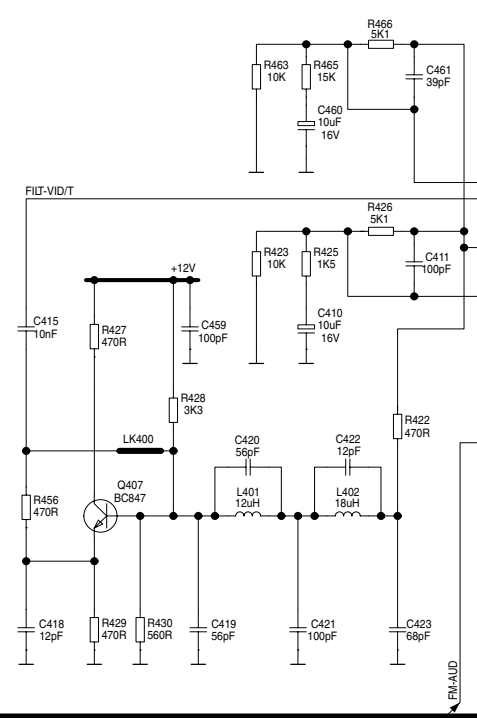 R466
5K1
R463
10K
R465
15K
C461
39pF
C460
10uF
16V
FILT-VID/T
R426
5K1
R423
10K
R425
1K5
C411
100pF
+12V
C410
10uF
16V
C415
10nF
R427
470R
C459
100pF
R428
3K3
R422
470R
LK400
C420
56pF
C422
12pF
Q407
BC847
R456
470R
L401
12uH
L402
18uH
C418
12pF
R429
470R
R430
560R
C419
56pF
C421
100pF
C423
68pF
FM-AUD